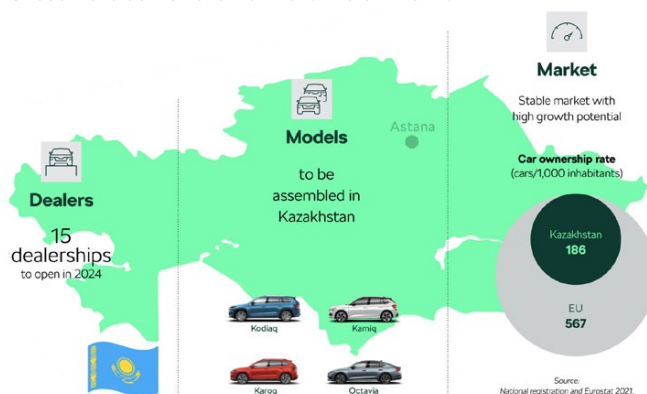 Dealers
15
dealerships
to open in 2024
Models
to be
assembled in
Kazakhstan
Astana
Kodiaq
Kamiq
Karoq
Octavia
Market
Stable market with
high growth potential
Car ownership rate
(cars/1,000 inhabitants)
Kazakhstan
186
EU
567
Source:
National registration and Eurostat 2021.